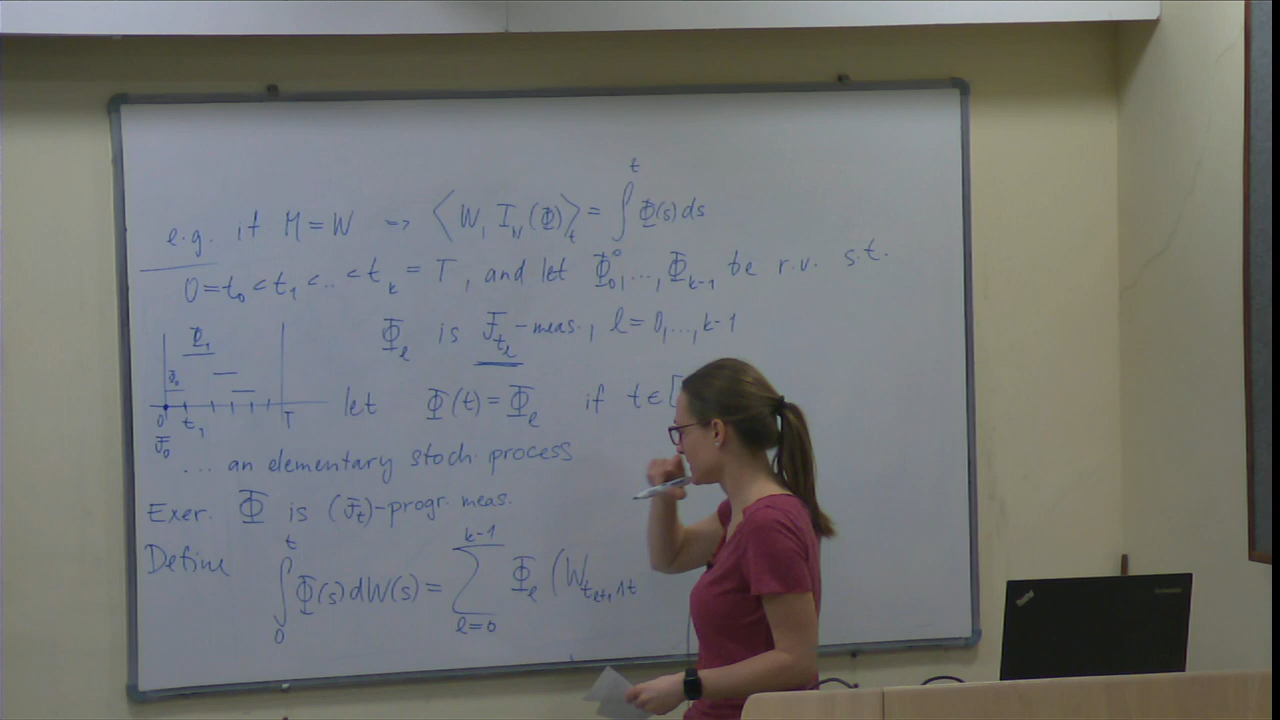 e.g. if M = W ⇝ ⟨W, I_W(Φ)⟩_t = ∫_0^t Φ(s)ds
0 = t_0 < t_1 < .. < t_k = T, and let Φ_0, ..., Φ_{k-1} be r.v. s.t.
Φ_l is F_{t_l}-meas., l = 0, ..., k-1
Φ_1
Φ_0
0 t_1 T
F_0
let Φ(t) = Φ_l if t ∈ [
... an elementary stoch. process
Exer. Φ is (F_t)-progr. meas.
Define
∫_0^t Φ(s)dW(s) = ∑_{l=0}^{k-1} Φ_l (W_{t_{l+1} ∧ t}